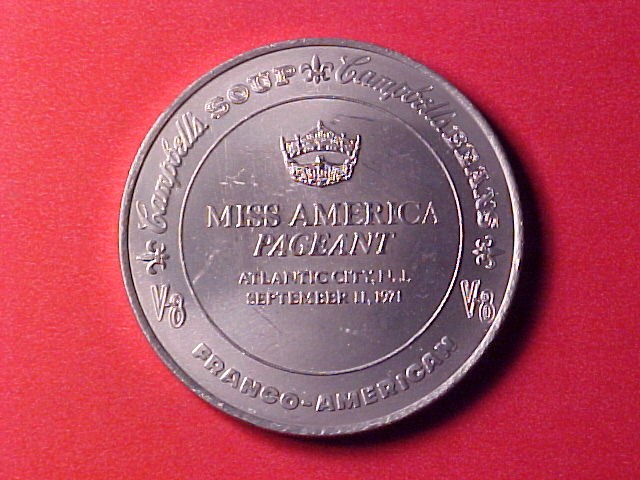 Campbell's SOUP
Campbell's BEANS
MISS AMERICA
PAGEANT
ATLANTIC CITY, N.J.
SEPTEMBER 11, 1971
V8
V8
FRANCO-AMERICAN